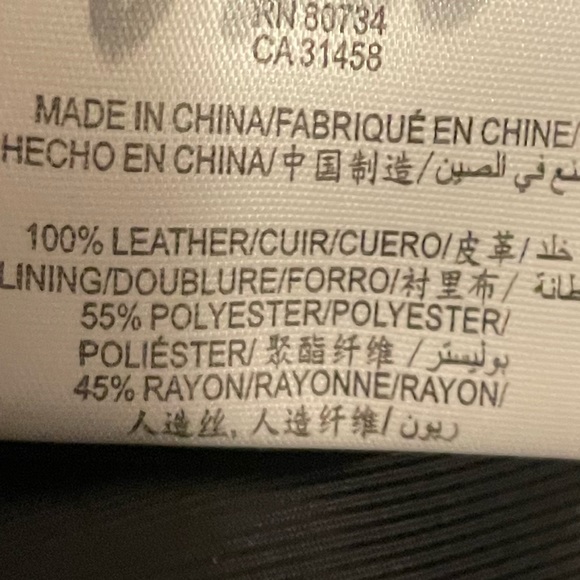 RN 80734
CA 31458
MADE IN CHINA/FABRIQUÉ EN CHINE/
HECHO EN CHINA/中国制造/ في الصين
100% LEATHER/CUIR/CUERO/皮革/
LINING/DOUBLURE/FORRO/衬里布/
55% POLYESTER/POLYESTER/
POLIÉSTER/ 聚酯纤维 / بوليستر
45% RAYON/RAYONNE/RAYON/
人造丝, 人造纤维/ ريون